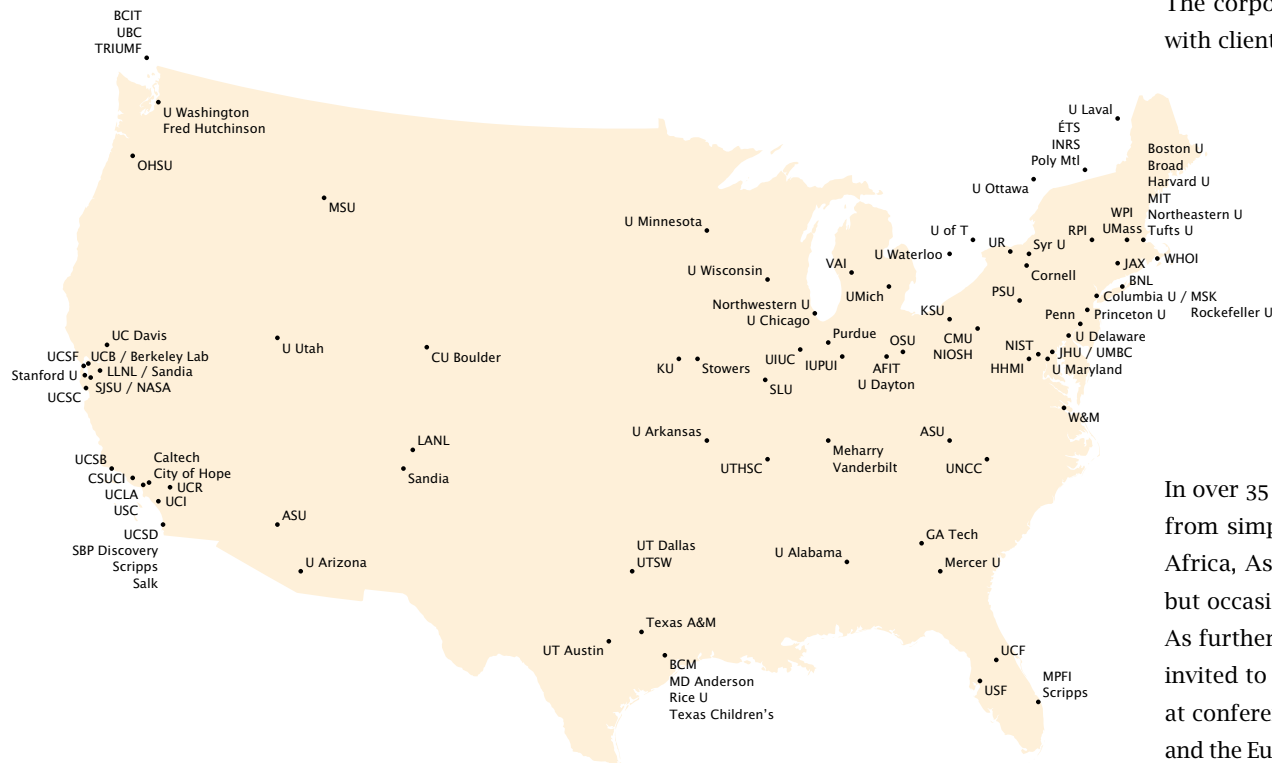 BCIT
UBC
TRIUMF
U Washington
Fred Hutchinson
OHSU
MSU
U Minnesota
U Wisconsin
Northwestern U
U Chicago
VAI
UMich
U Waterloo
U of T
UR
Syr U
Cornell
U Laval
ÉTS
INRS
Poly Mtl
U Ottawa
Boston U
Broad
Harvard U
MIT
Northeastern U
Tufts U
WPI
UMass
RPI
WHOI
JAX
BNL
Columbia U / MSK
Rockefeller U
Princeton U
Penn
PSU
U Delaware
JHU / UMBC
U Maryland
NIST
HHMI
KSU
CMU
NIOSH
OSU
AFIT
U Dayton
Purdue
IUPUI
UIUC
SLU
KU
Stowers
CU Boulder
U Utah
UC Davis
UCSF
UCB / Berkeley Lab
LLNL / Sandia
Stanford U
SJSU / NASA
UCSC
UCSB
CSUCI
Caltech
City of Hope
UCR
UCLA
USC
UCI
UCSD
SBP Discovery
Scripps
Salk
ASU
U Arizona
LANL
Sandia
U Arkansas
UTHSC
Meharry
Vanderbilt
ASU
UNCC
W&M
GA Tech
Mercer U
U Alabama
UT Dallas
UTSW
Texas A&M
UT Austin
BCM
MD Anderson
Rice U
Texas Children's
UCF
USF
MPFI
Scripps
The corpo
with client
In over 35
from simp
Africa, As
but occasi
As further
invited to
at confere
and the Eu